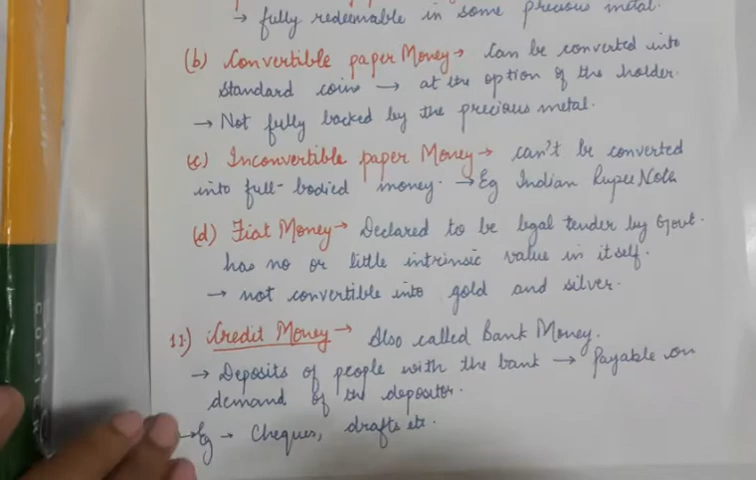 → fully redeemable in some precious metal.
(b) Convertible paper Money → Can be converted into
standard coins → at the option of the holder.
→ Not fully backed by the precious metal.
(c) Inconvertible paper Money → can't be converted
into full-bodied money. → Eg Indian Rupee Note
(d) Fiat Money → Declared to be legal tender by Govt.
has no or little intrinsic value in itself.
→ not convertible into gold and silver.
11) Credit Money → Also called Bank Money.
→ Deposits of people with the bank → Payable on
demand of the depositor.
→ Eg → Cheques, drafts etc.